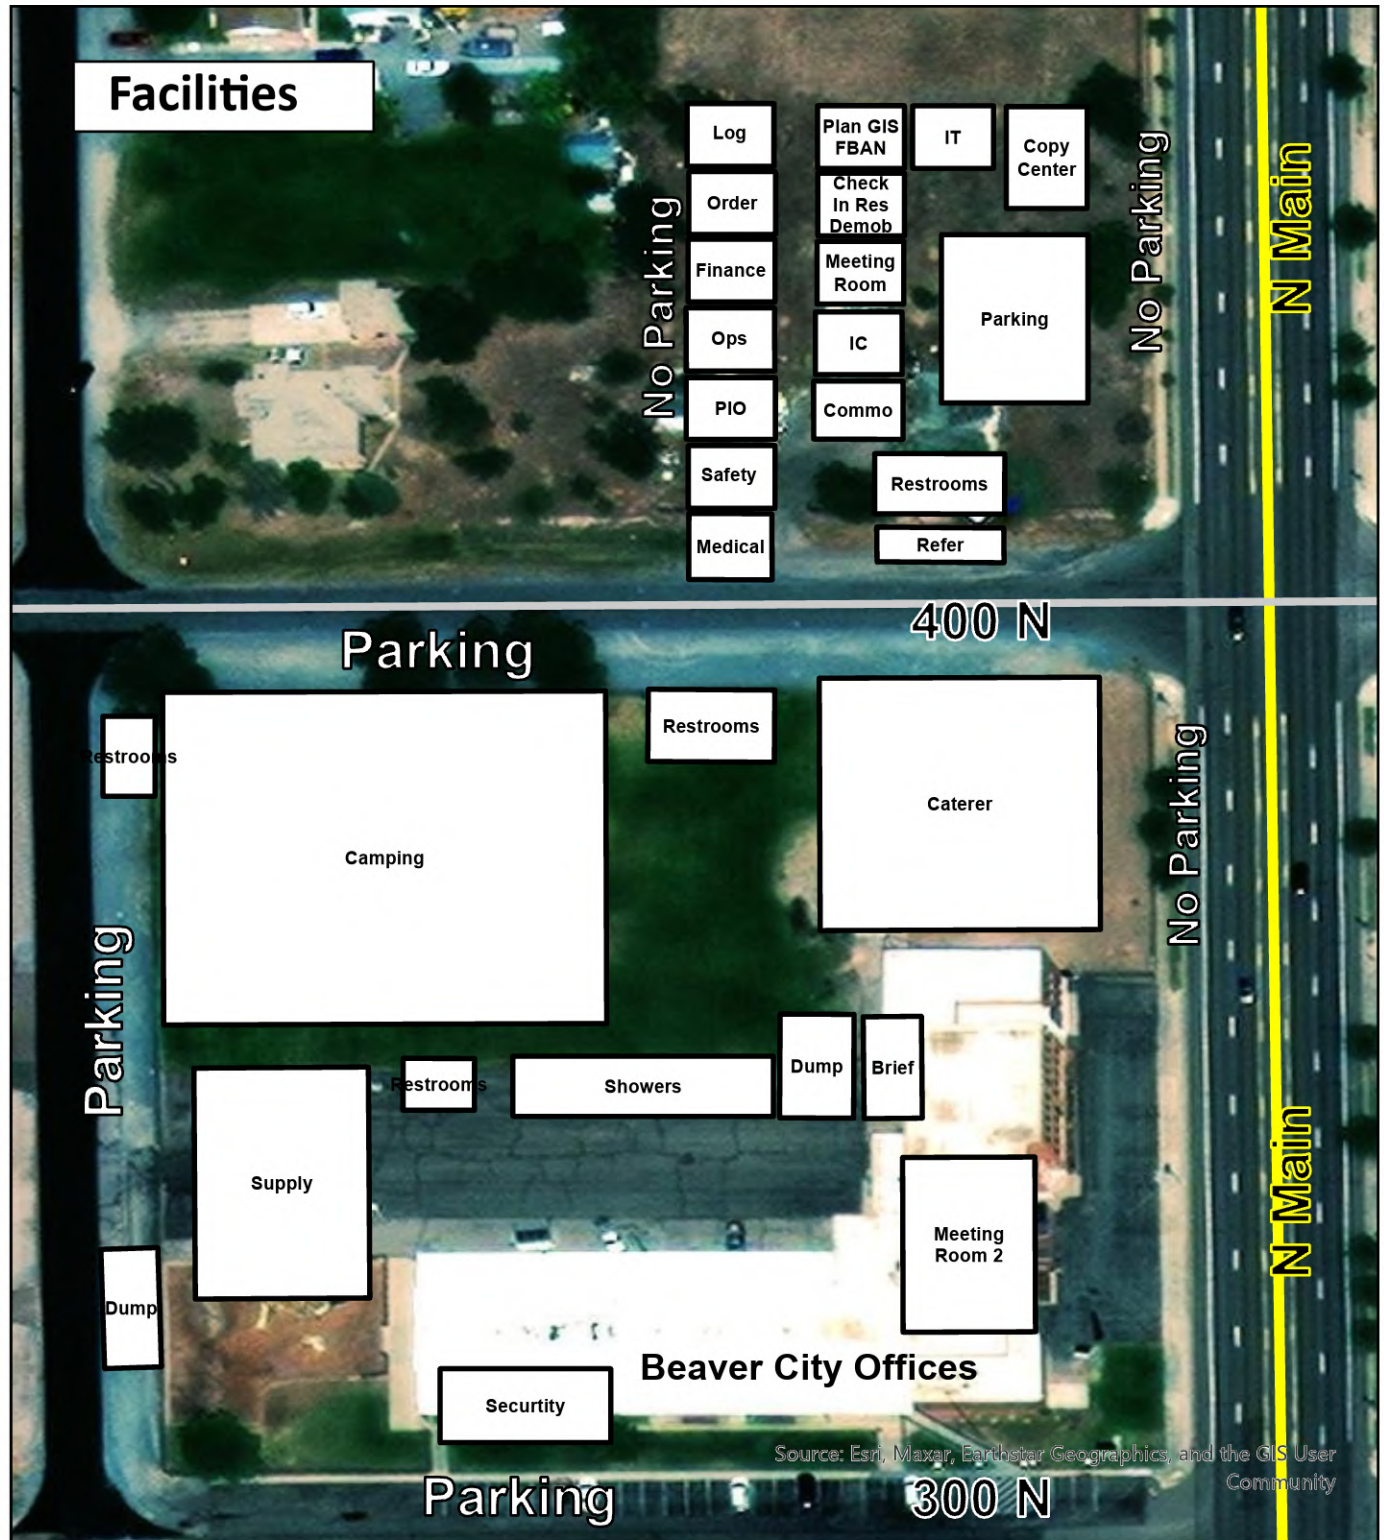 Facilities
Log
Plan GIS
FBAN
IT
Copy
Center
No Parking
N Main
Order
Check
In Res
Demob
No Parking
Finance
Meeting
Room
Parking
Ops
IC
PIO
Commo
Safety
Restrooms
Medical
Refer
400 N
Parking
Restrooms
Restrooms
Camping
Caterer
No Parking
Parking
Restrooms
Showers
Dump
Brief
Supply
Meeting
Room 2
N Main
Dump
Beaver City Offices
Securtity
Source: Esri, Maxar, Earthstar Geographics, and the GIS User
Community
Parking
300 N